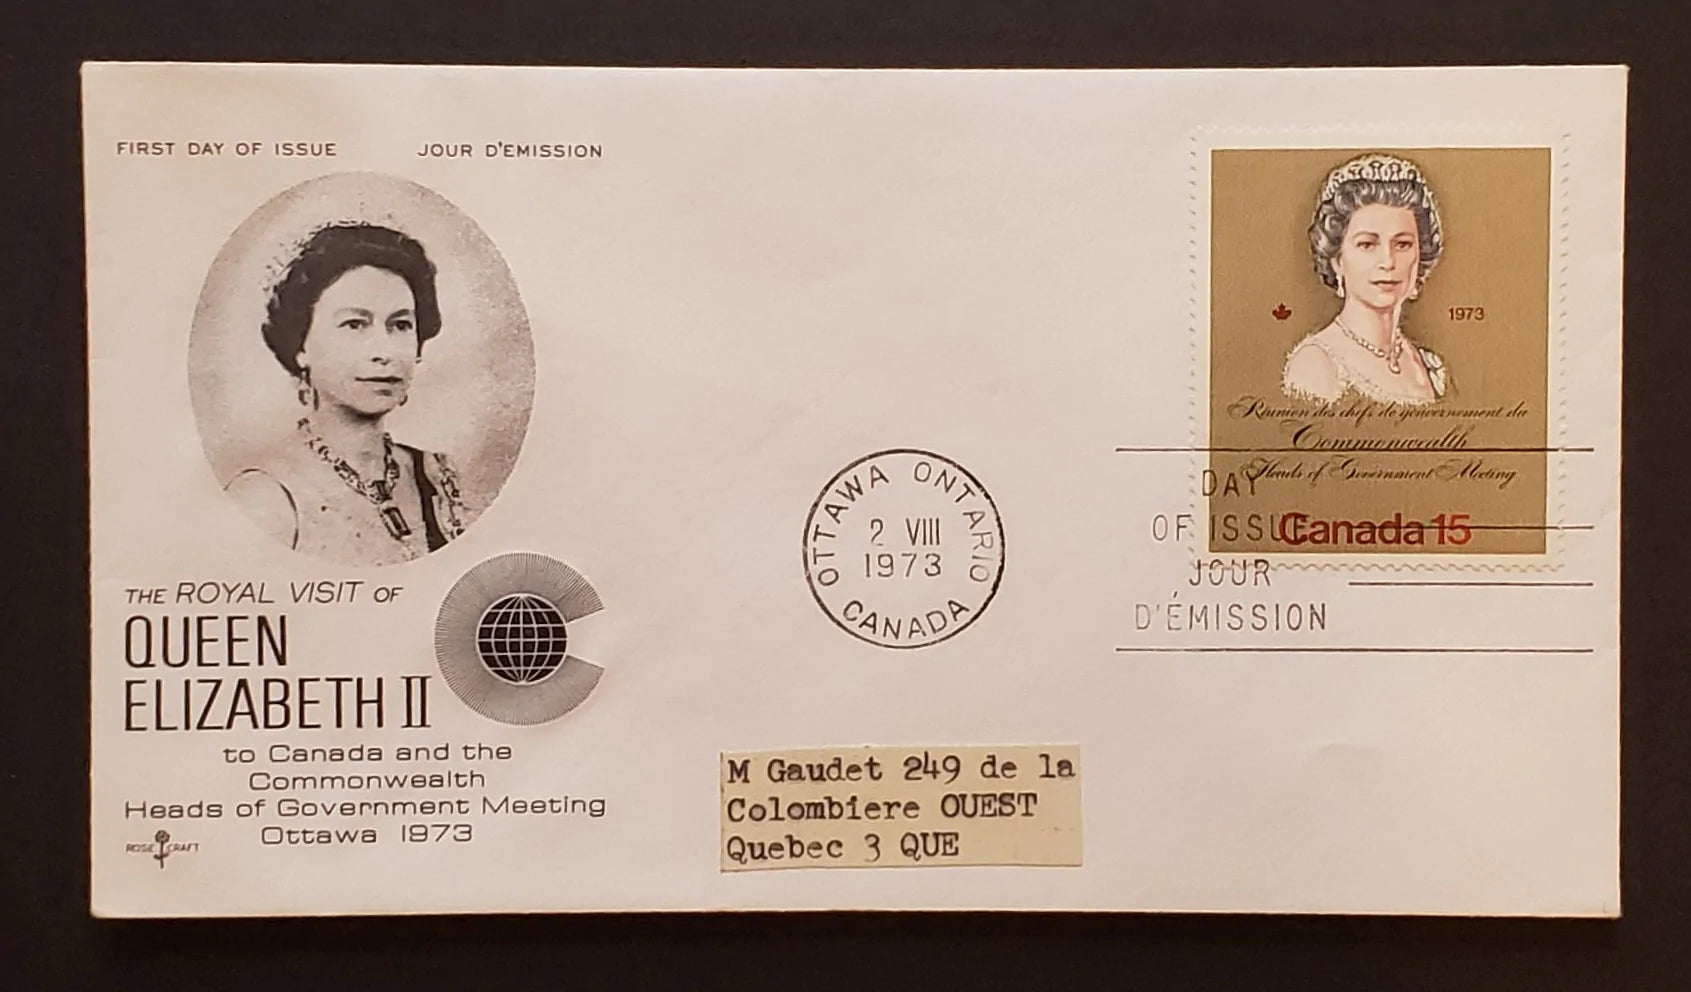 FIRST DAY OF ISSUE
JOUR D'EMISSION
THE ROYAL VISIT OF
QUEEN
ELIZABETH II
to Canada and the
Commonwealth
Heads of Government Meeting
Ottawa 1973
ROSE CRAFT
OTTAWA ONTARIO
2 VIII
1973
CANADA
M Gaudet 249 de la
Colombiere OUEST
Quebec 3 QUE
1973
Réunion des chefs de gouvernement du
Commonwealth
Heads of Government Meeting
Canada 15
DAY
OF ISSUE
JOUR
D'ÉMISSION